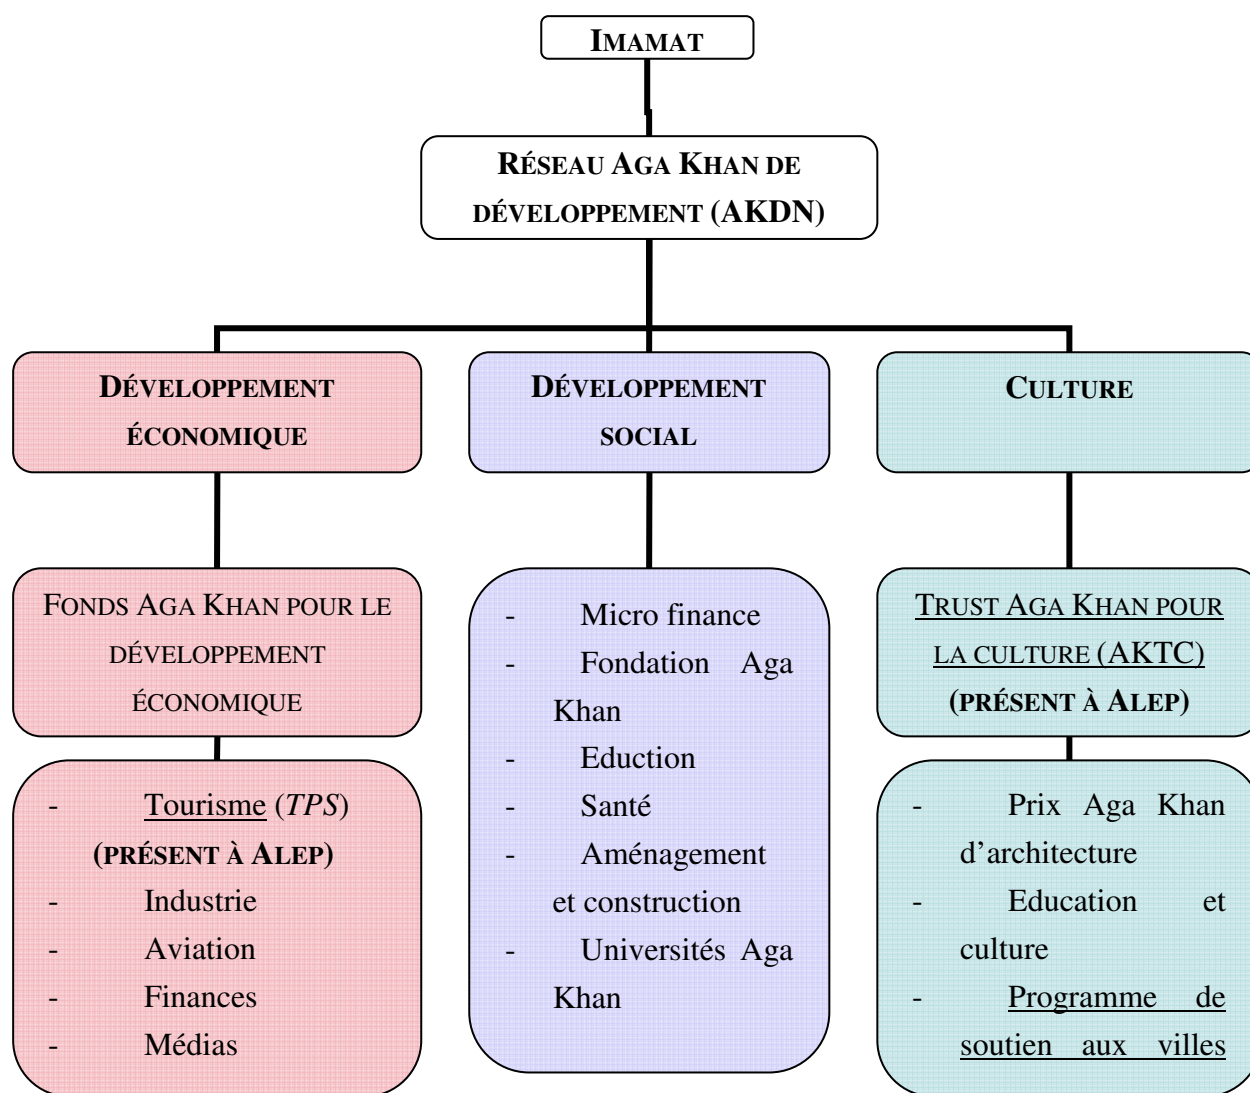 IMAMAT
RÉSEAU AGA KHAN DE
DÉVELOPPEMENT (AKDN)
DÉVELOPPEMENT
ÉCONOMIQUE
DÉVELOPPEMENT
SOCIAL
CULTURE
FONDS AGA KHAN POUR LE
DÉVELOPPEMENT
ÉCONOMIQUE
- Tourisme (TPS)
(PRÉSENT À ALEP)
- Industrie
- Aviation
- Finances
- Médias
- Micro finance
- Fondation Aga
Khan
- Eduction
- Santé
- Aménagement
et construction
- Universités Aga
Khan
TRUST AGA KHAN POUR
LA CULTURE (AKTC)
(PRÉSENT À ALEP)
- Prix Aga Khan
d’architecture
- Education et
culture
- Programme de
soutien aux villes